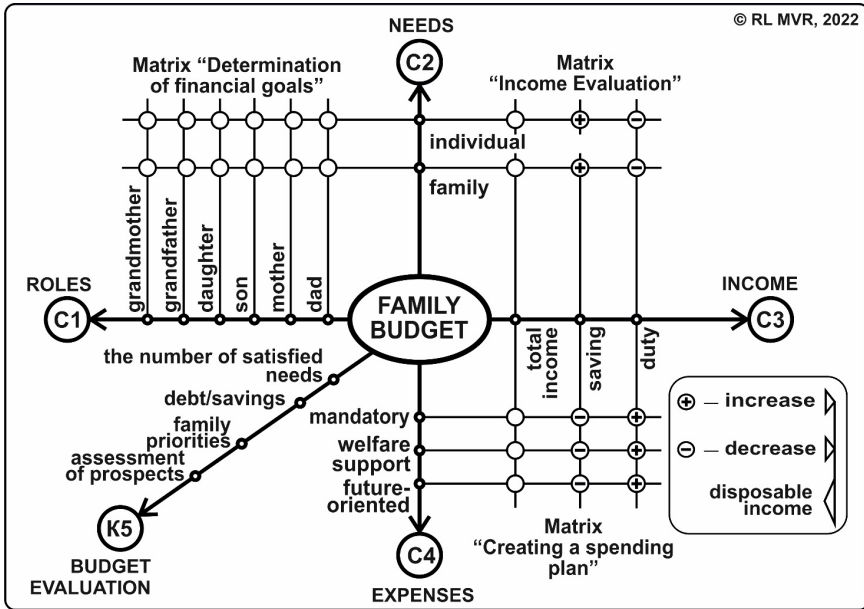 NEEDS
© RL MVR, 2022
C2
Matrix “Determination
of financial goals”
Matrix
“Income Evaluation”
individual
family
grandmother
grandfather
daughter
son
mother
dad
ROLES
C1
FAMILY
BUDGET
INCOME
C3
total
income
saving
duty
the number of satisfied
needs
debt/savings
family
priorities
assessment
of prospects
K5
BUDGET
EVALUATION
mandatory
welfare
support
future-
oriented
C4
EXPENSES
Matrix
“Creating a spending
plan”
+ — increase
- — decrease
disposable
income